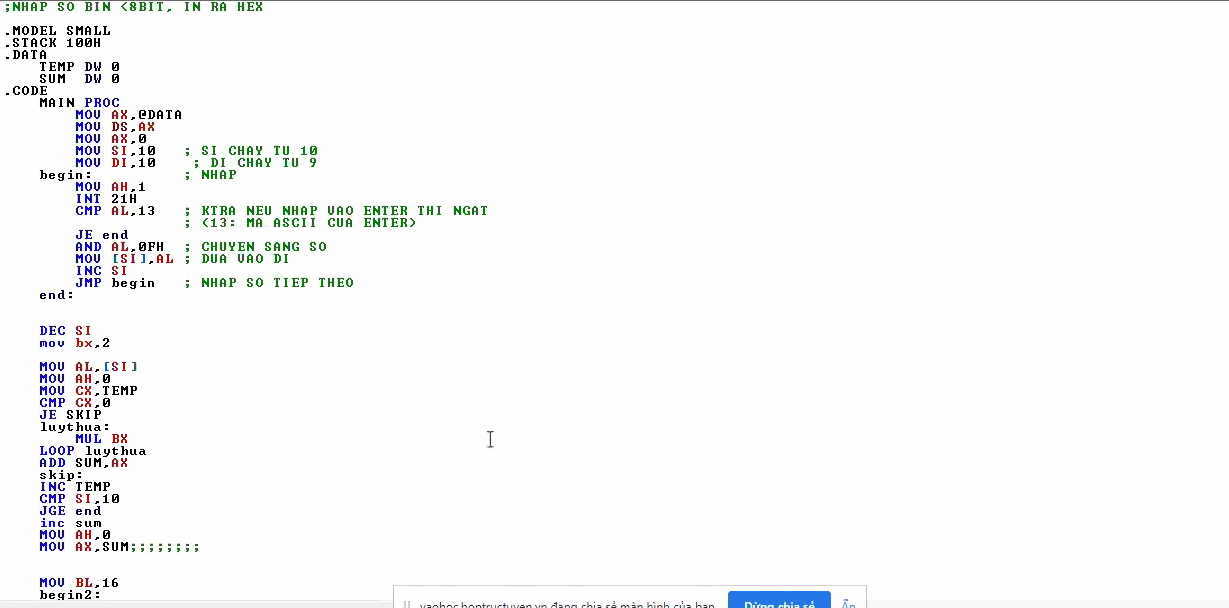 ;NHAP SO BIN <8BIT, IN RA HEX
.MODEL SMALL
.STACK 100H
.DATA
TEMP DW 0
SUM DW 0
.CODE
MAIN PROC
MOV AX,@DATA
MOV DS,AX
MOV AX,0
MOV SI,10 ; SI CHAY TU 10
MOV DI,10 ; DI CHAY TU 9
begin: ; NHAP
MOV AH,1
INT 21H
CMP AL,13 ; KTRA NEU NHAP VAO ENTER THI NGAT
; <13: MA ASCII CUA ENTER>
JE end
AND AL,0FH ; CHUYEN SANG SO
MOV [SI],AL ; DUA VAO DI
INC SI
JMP begin ; NHAP SO TIEP THEO
end:
DEC SI
mov bx,2
MOV AL,[SI]
MOV AH,0
MOV CX,TEMP
CMP CX,0
JE SKIP
luythua:
MUL BX
LOOP luythua
ADD SUM,AX
skip:
INC TEMP
CMP SI,10
JGE end
inc sum
MOV AH,0
MOV AX,SUM;;;;;;;;
MOV BL,16
begin2:
vaohoc.hontructuyen.vn đang chia sẻ màn hình của bạn. Dừng chia sẻ Ẩn